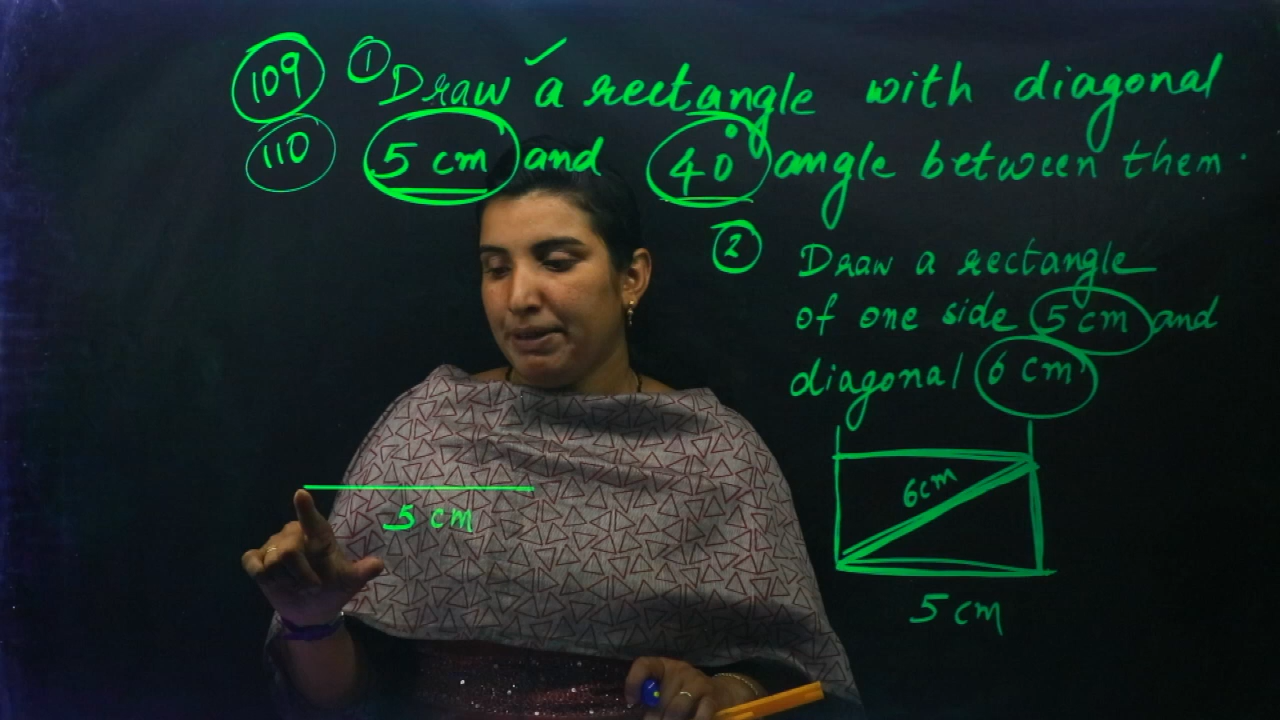 109 ① Draw a rectangle with diagonal
110 5 cm and 40° angle between them.
② Draw a rectangle
of one side 5 cm and
diagonal 6 cm
6cm
5 cm
5 cm